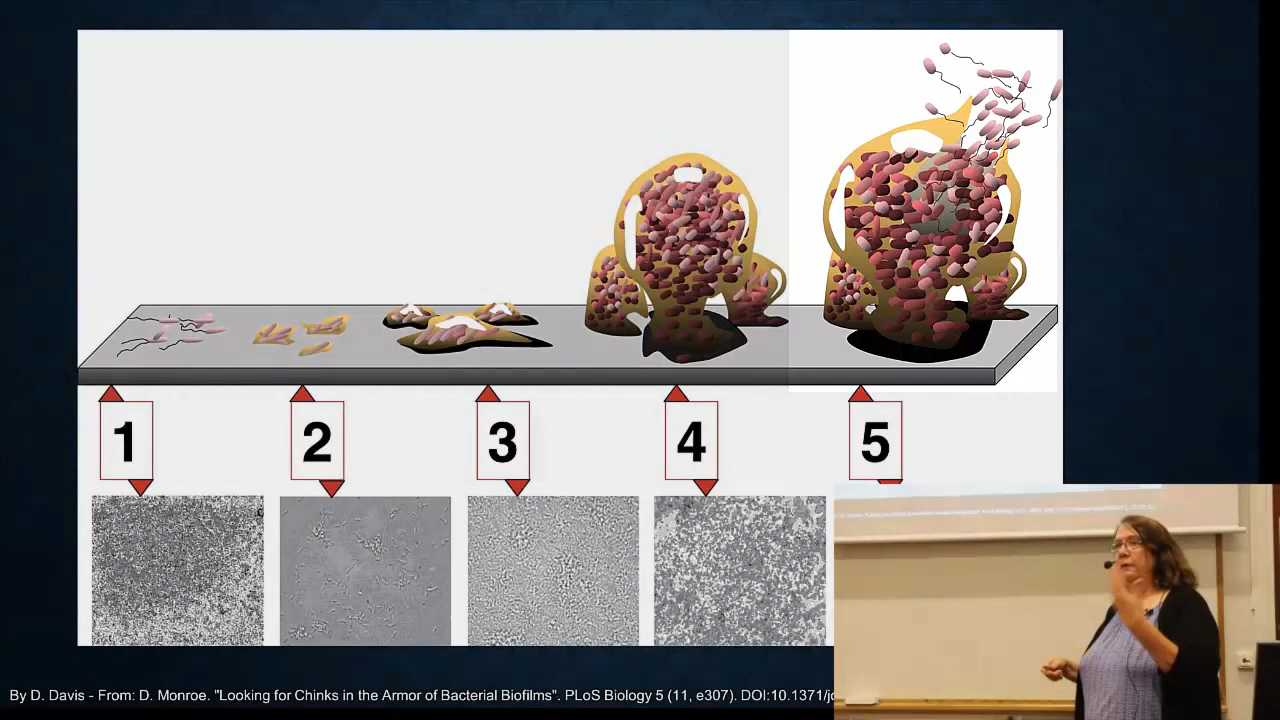 1 2 3 4 5
By D. Davis - From: D. Monroe. "Looking for Chinks in the Armor of Bacterial Biofilms". PLoS Biology 5 (11, e307). DOI:10.1371/jo